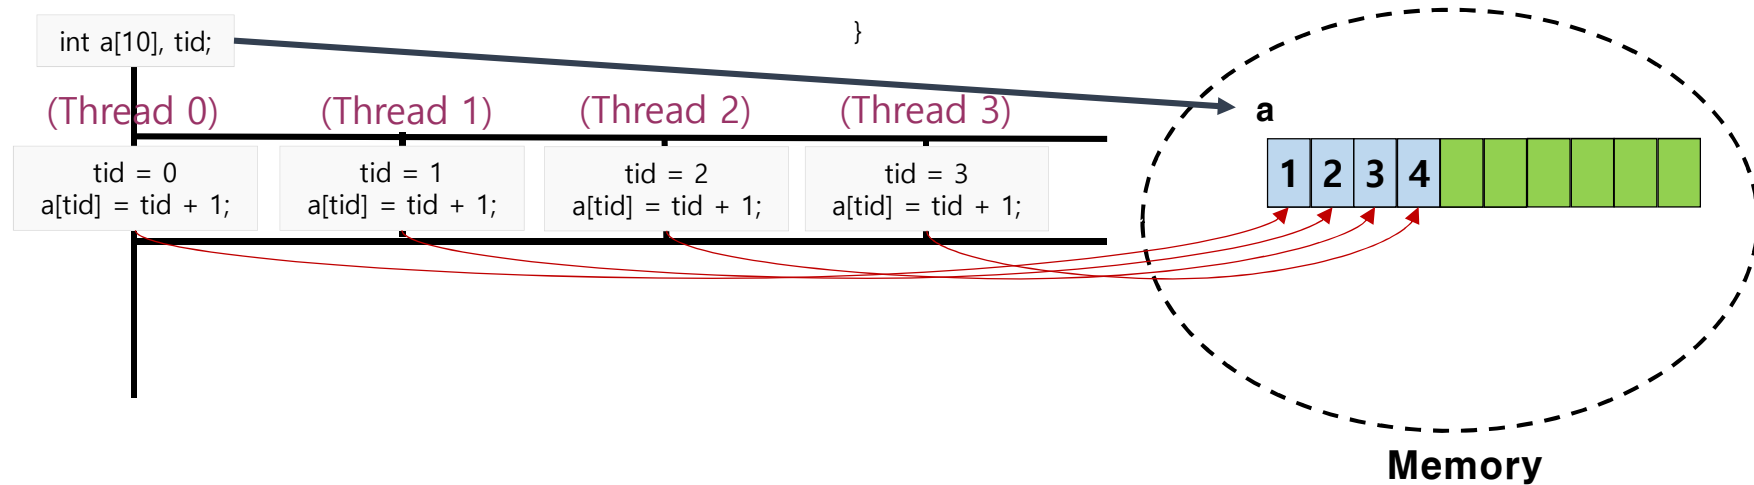 int a[10], tid;
}
(Thread 0)
(Thread 1)
(Thread 2)
(Thread 3)
a
tid = 0
a[tid] = tid + 1;
tid = 1
a[tid] = tid + 1;
tid = 2
a[tid] = tid + 1;
tid = 3
a[tid] = tid + 1;
1 2 3 4
Memory